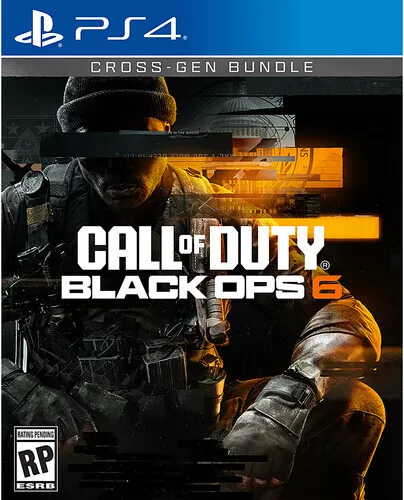 PS4
CROSS-GEN BUNDLE
CALL OF DUTY®
BLACK OPS 6
RATING PENDING
RP
ESRB